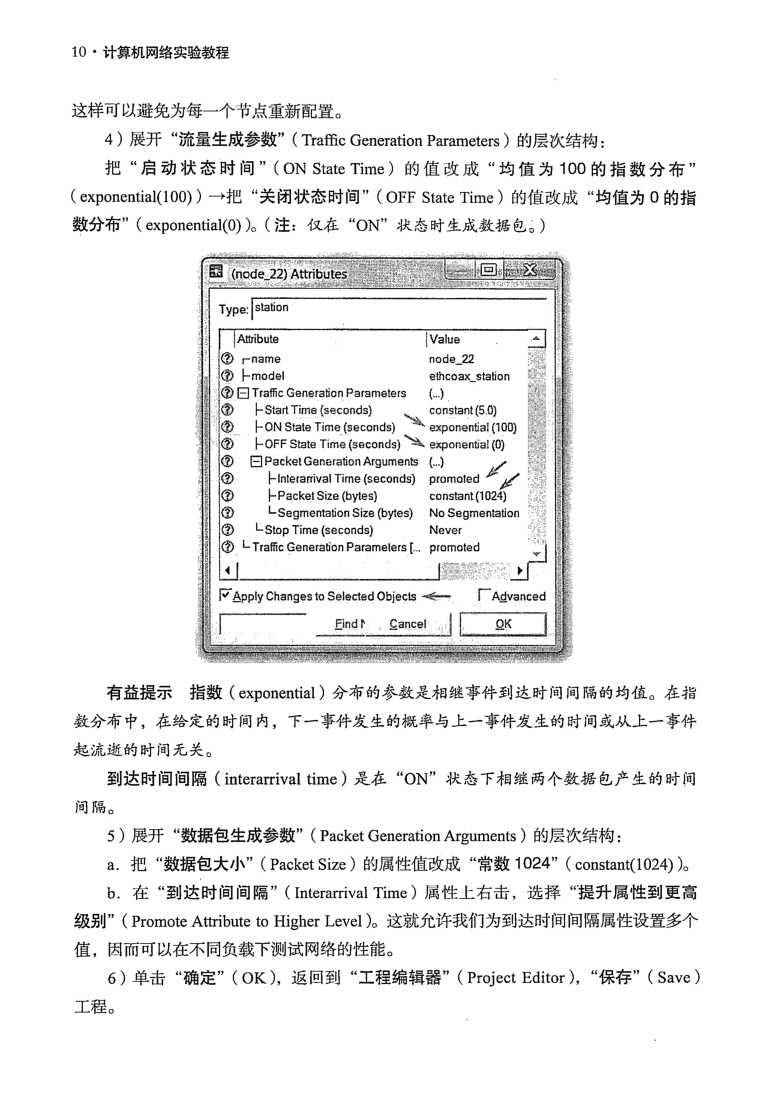 10·计算机网络实验教程
这样可以避免为每一个节点重新配置。
4）展开“流量生成参数”（Traffic Generation Parameters）的层次结构：
把“启动状态时间”（ON State Time）的值改成“均值为 100 的指数分布”
（exponential(100)）→把“关闭状态时间”（OFF State Time）的值改成“均值为 0 的指
数分布”（exponential(0)）。（注：仅在“ON”状态时生成数据包。）
(node_22) Attributes
Type: station
Attribute Value
name node_22
model ethcoax_station
Traffic Generation Parameters (...)
Start Time (seconds) constant (5.0)
ON State Time (seconds) exponential (100)
OFF State Time (seconds) exponential (0)
Packet Generation Arguments (...)
Interarrival Time (seconds) promoted
Packet Size (bytes) constant (1024)
Segmentation Size (bytes) No Segmentation
Stop Time (seconds) Never
Traffic Generation Parameters [... promoted
Apply Changes to Selected Objects Advanced
Find Cancel OK
有益提示 指数（exponential）分布的参数是相继事件到达时间间隔的均值。在指
数分布中，在给定的时间内，下一事件发生的概率与上一事件发生的时间或从上一事件
起流逝的时间无关。
到达时间间隔（interarrival time）是在“ON”状态下相继两个数据包产生的时间
间隔。
5）展开“数据包生成参数”（Packet Generation Arguments）的层次结构：
a．把“数据包大小”（Packet Size）的属性值改成“常数 1024”（constant(1024)）。
b．在“到达时间间隔”（Interarrival Time）属性上右击，选择“提升属性到更高
级别”（Promote Attribute to Higher Level）。这就允许我们为到达时间间隔属性设置多个
值，因而可以在不同负载下测试网络的性能。
6）单击“确定”（OK），返回到“工程编辑器”（Project Editor），“保存”（Save）
工程。